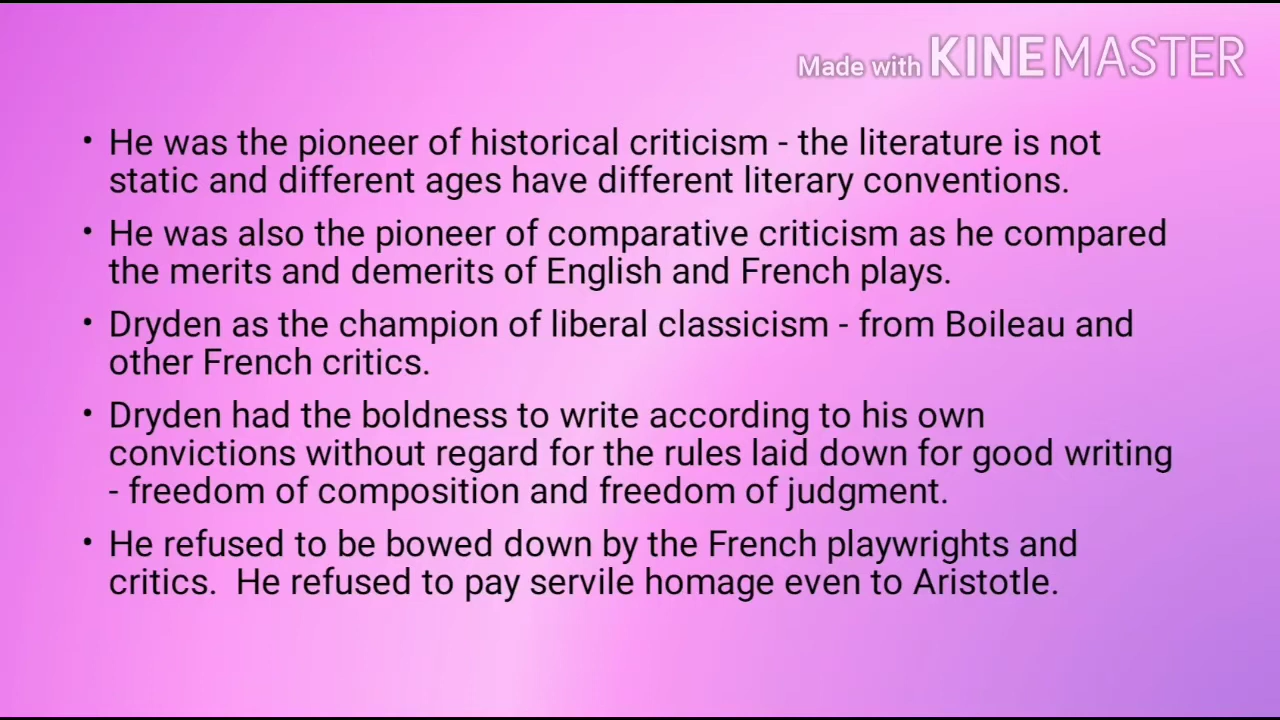 Made with KINEMASTER
• He was the pioneer of historical criticism - the literature is not
static and different ages have different literary conventions.
• He was also the pioneer of comparative criticism as he compared
the merits and demerits of English and French plays.
• Dryden as the champion of liberal classicism - from Boileau and
other French critics.
• Dryden had the boldness to write according to his own
convictions without regard for the rules laid down for good writing
- freedom of composition and freedom of judgment.
• He refused to be bowed down by the French playwrights and
critics.  He refused to pay servile homage even to Aristotle.